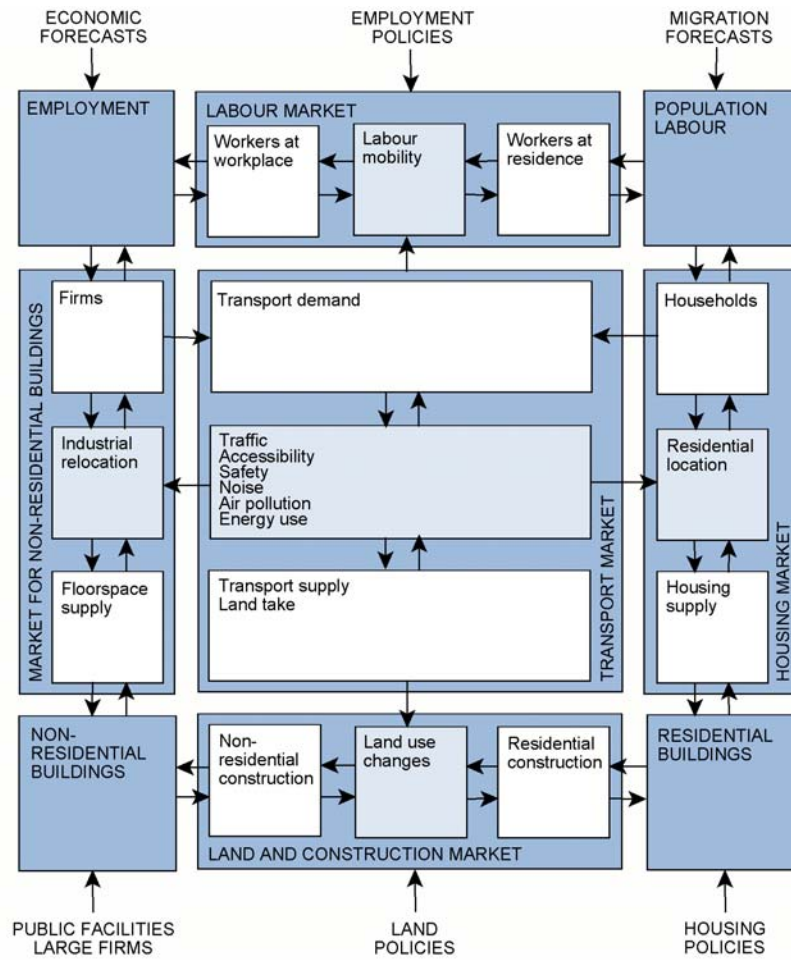 ECONOMIC
FORECASTS
EMPLOYMENT
POLICIES
MIGRATION
FORECASTS
EMPLOYMENT
LABOUR MARKET
Workers at
workplace
Labour
mobility
Workers at
residence
POPULATION
LABOUR
MARKET FOR NON-RESIDENTIAL BUILDINGS
Firms
Industrial
relocation
Floorspace
supply
Transport demand
Traffic
Accessibility
Safety
Noise
Air pollution
Energy use
Transport supply
Land take
TRANSPORT MARKET
Households
Residential
location
Housing
supply
HOUSING MARKET
NON-
RESIDENTIAL
BUILDINGS
Non-
residential
construction
Land use
changes
Residential
construction
LAND AND CONSTRUCTION MARKET
RESIDENTIAL
BUILDINGS
PUBLIC FACILITIES
LARGE FIRMS
LAND
POLICIES
HOUSING
POLICIES